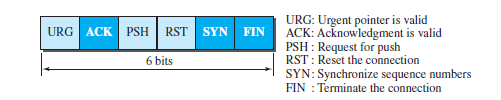 URG ACK PSH RST SYN FIN
6 bits
URG: Urgent pointer is valid
ACK: Acknowledgment is valid
PSH : Request for push
RST : Reset the connection
SYN: Synchronize sequence numbers
FIN : Terminate the connection